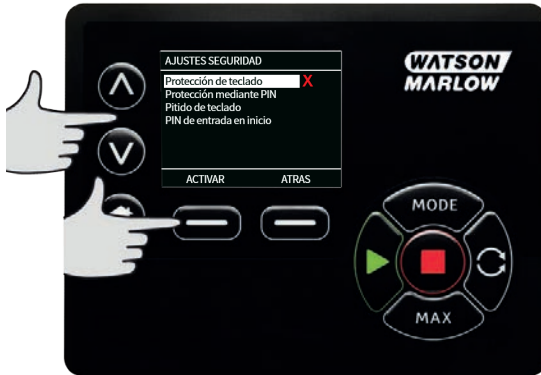 AJUSTES SEGURIDAD
Protección de teclado X
Protección mediante PIN
Pitido de teclado
PIN de entrada en inicio
ACTIVAR ATRAS
WATSON
MARLOW
MODE
MAX